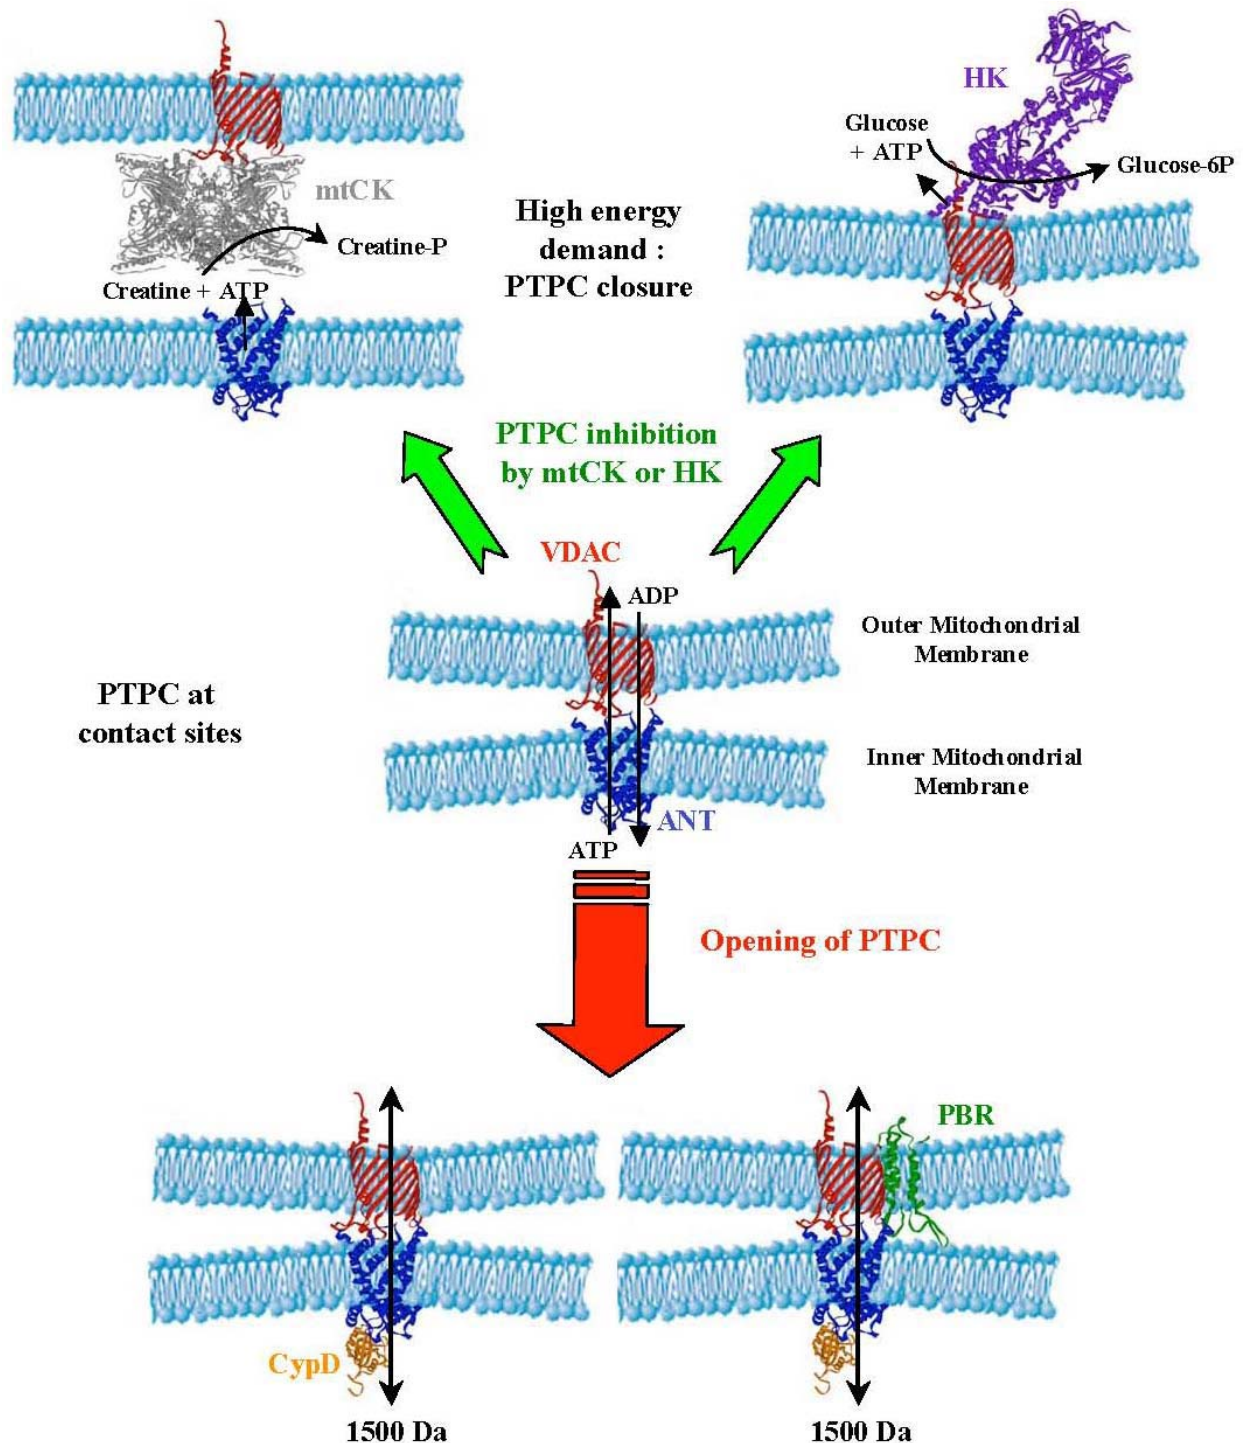 HK
Glucose
+ ATP
Glucose-6P
mtCK
Creatine-P
Creatine + ATP
High energy
demand :
PTPC closure
PTPC inhibition
by mtCK or HK
VDAC
ADP
Outer Mitochondrial
Membrane
PTPC at
contact sites
Inner Mitochondrial
Membrane
ANT
ATP
Opening of PTPC
PBR
CypD
1500 Da
1500 Da